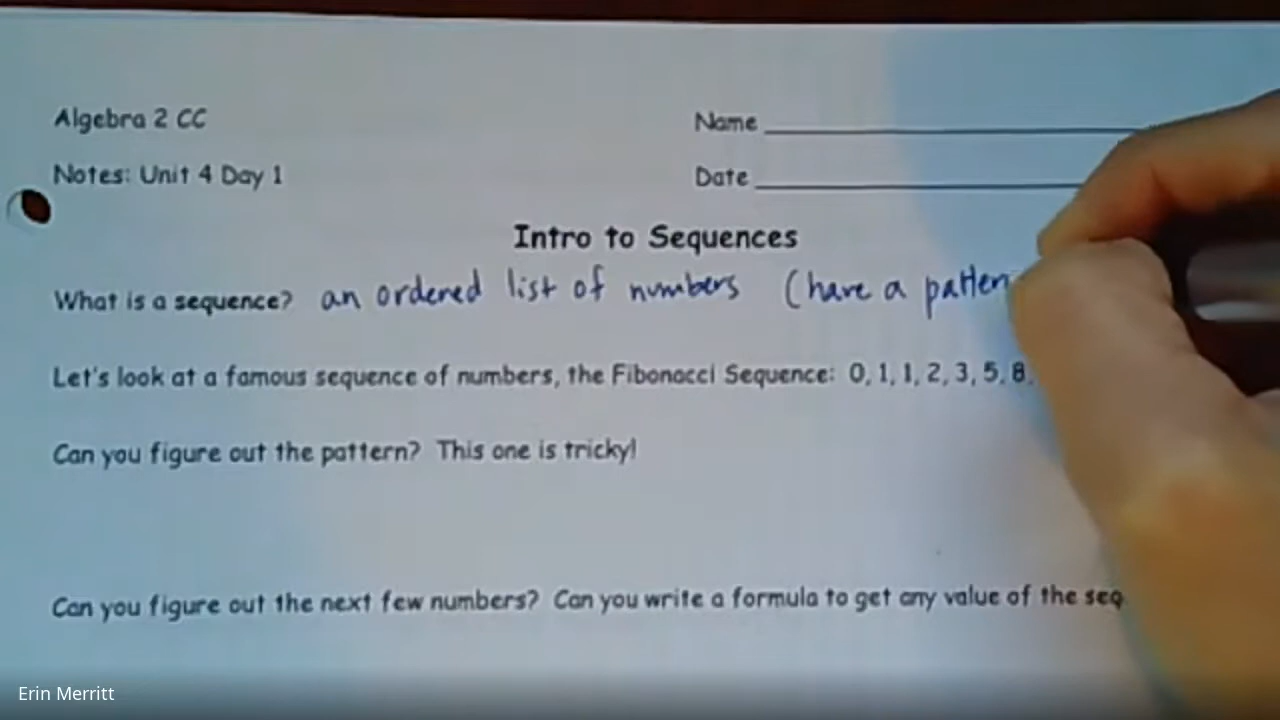 Algebra 2 CC
Name
Notes: Unit 4 Day 1
Date
Intro to Sequences
What is a sequence? an ordered list of numbers (have a pattern
Let's look at a famous sequence of numbers, the Fibonacci Sequence: 0, 1, 1, 2, 3, 5, 8,
Can you figure out the pattern? This one is tricky!
Can you figure out the next few numbers? Can you write a formula to get any value of the seq
Erin Merritt